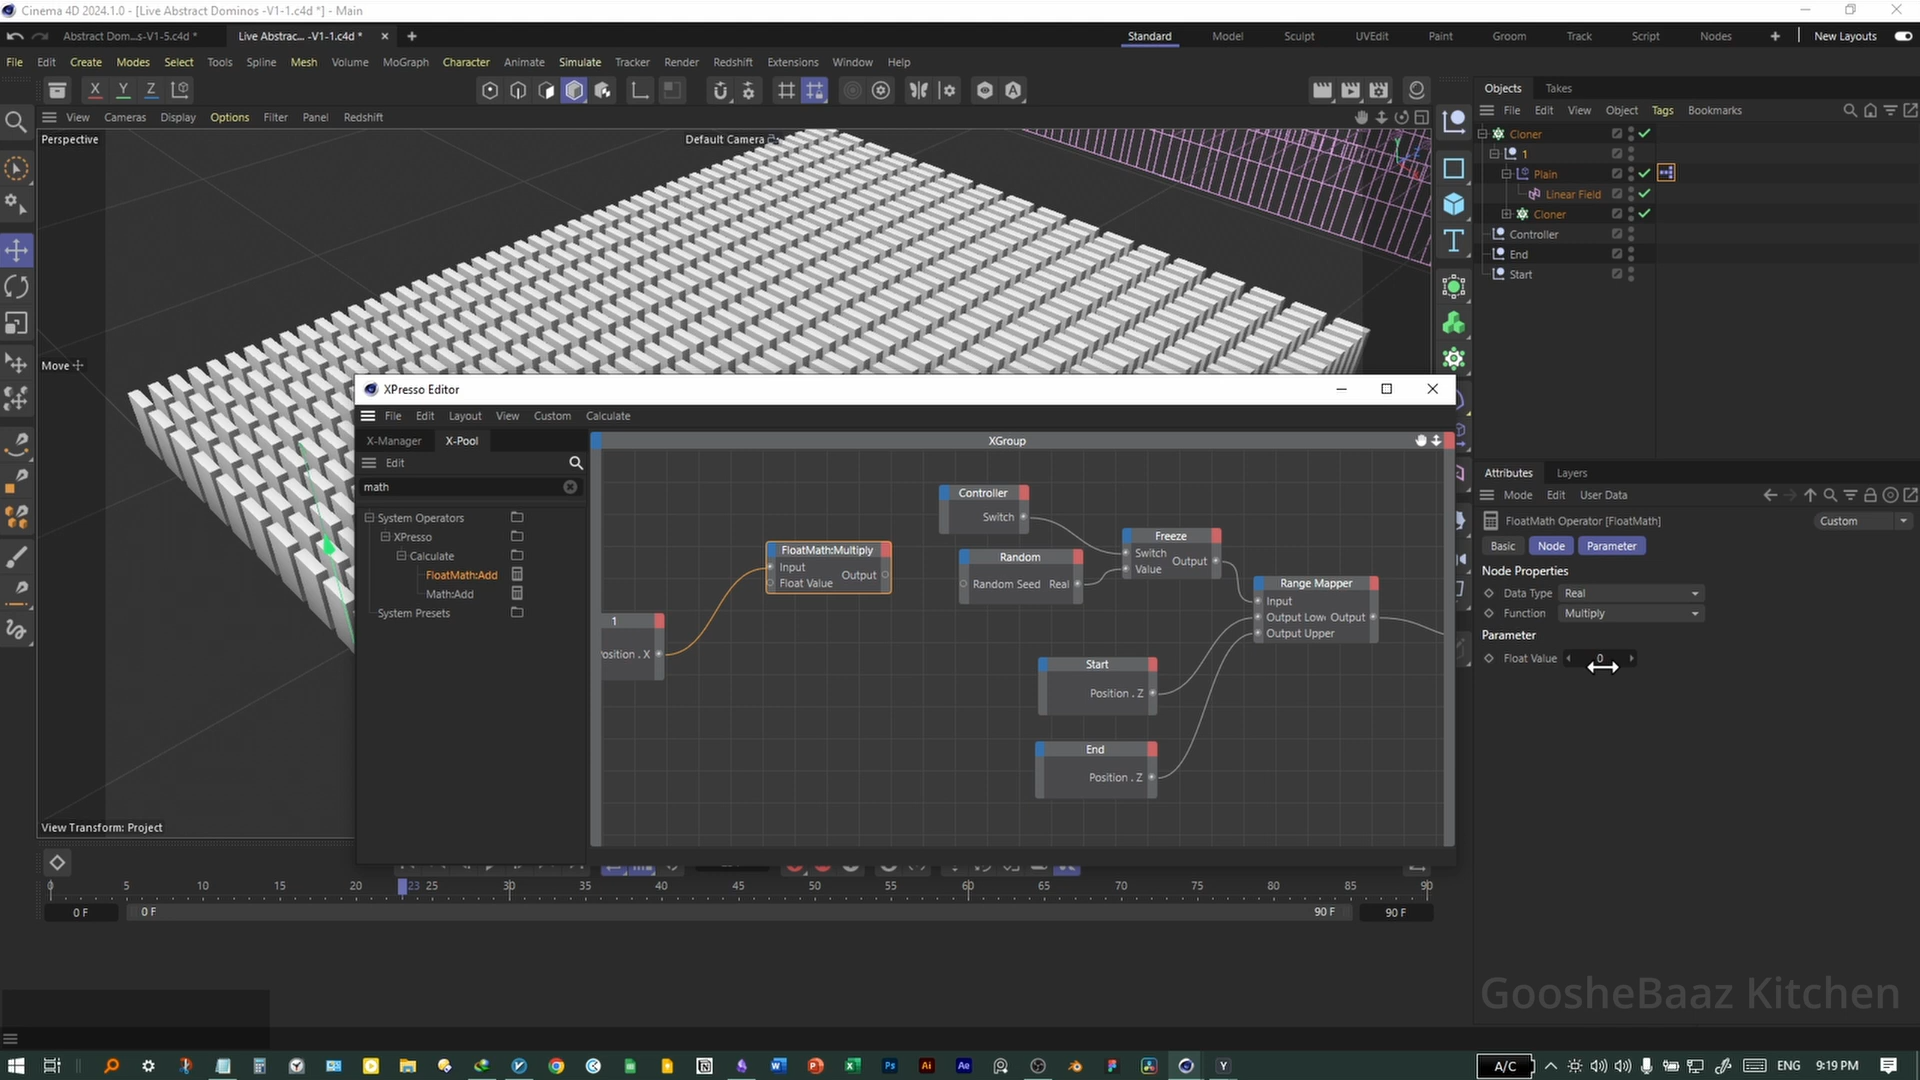 Cinema 4D 2024.1.0 - [Live Abstract Dominos -V1-1.c4d *] - Main
Abstract Dom...s-V1-5.c4d *
Live Abstrac... -V1-1.c4d *
Standard
Model
Sculpt
UVEdit
Paint
Groom
Track
Script
Nodes
New Layouts
File Edit Create Modes Select Tools Spline Mesh Volume MoGraph Character Animate Simulate Tracker Render Redshift Extensions Window Help
X Y Z
View Cameras Display Options Filter Panel Redshift
Perspective
Default Camera
Move
View Transform: Project
Objects Takes
File Edit View Object Tags Bookmarks
Cloner
1
Plain
Linear Field
Cloner
Controller
End
Start
XPresso Editor
File Edit Layout View Custom Calculate
X-Manager X-Pool
Edit
math
System Operators
XPresso
Calculate
FloatMath:Add
Math:Add
System Presets
XGroup
Controller
Switch
FloatMath:Multiply
Input
Float Value
Output
Random
Random Seed Real
Freeze
Switch
Value
Output
Range Mapper
Input
Output Low Output
Output Upper
1
Position . X
Start
Position . Z
End
Position . Z
Attributes Layers
Mode Edit User Data
FloatMath Operator [FloatMath]
Custom
Basic Node Parameter
Node Properties
Data Type Real
Function Multiply
Parameter
Float Value 0
0 5 10 15 20 23 25 30 35 40 45 50 55 60 65 70 75 80 85 90
0 F
0 F
90 F
90 F
GoosheBaaz Kitchen
A/C
ENG
9:19 PM